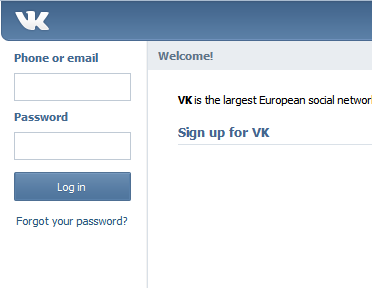 VK
Phone or email
Welcome!
VK is the largest European social network
Password
Sign up for VK
Log in
Forgot your password?